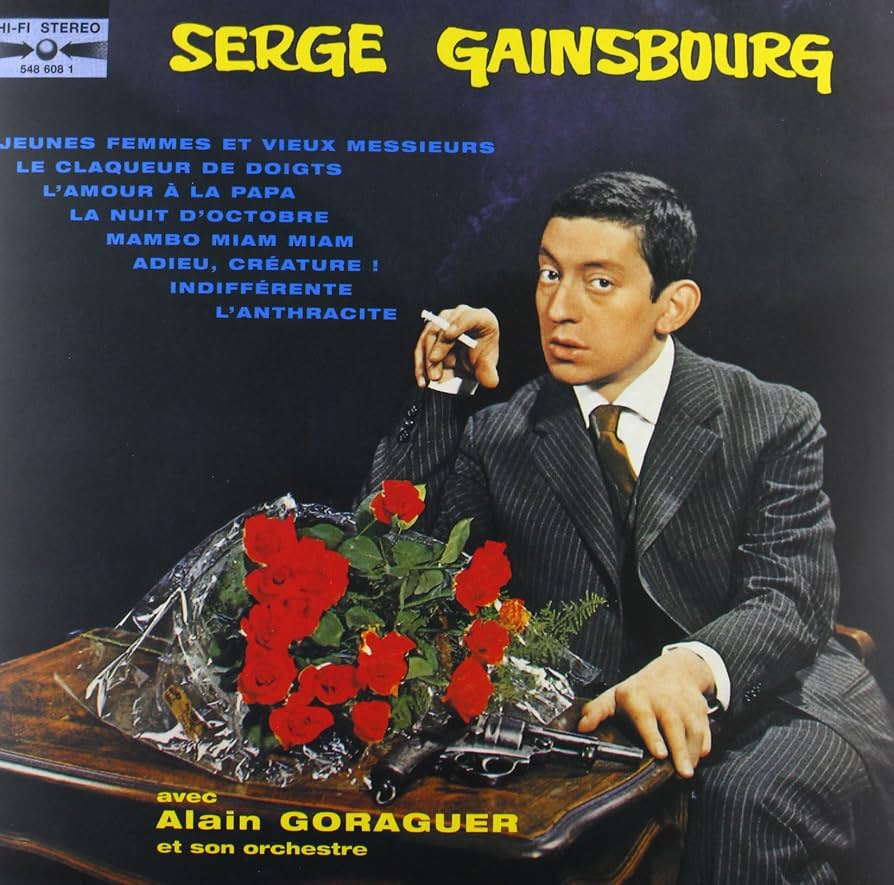 HI-FI STEREO
548 608 1
SERGE GAINSBOURG
JEUNES FEMMES ET VIEUX MESSIEURS
LE CLAQUEUR DE DOIGTS
L'AMOUR À LA PAPA
LA NUIT D'OCTOBRE
MAMBO MIAM MIAM
ADIEU, CRÉATURE !
INDIFFÉRENTE
L'ANTHRACITE
avec
Alain GORAGUER
et son orchestre